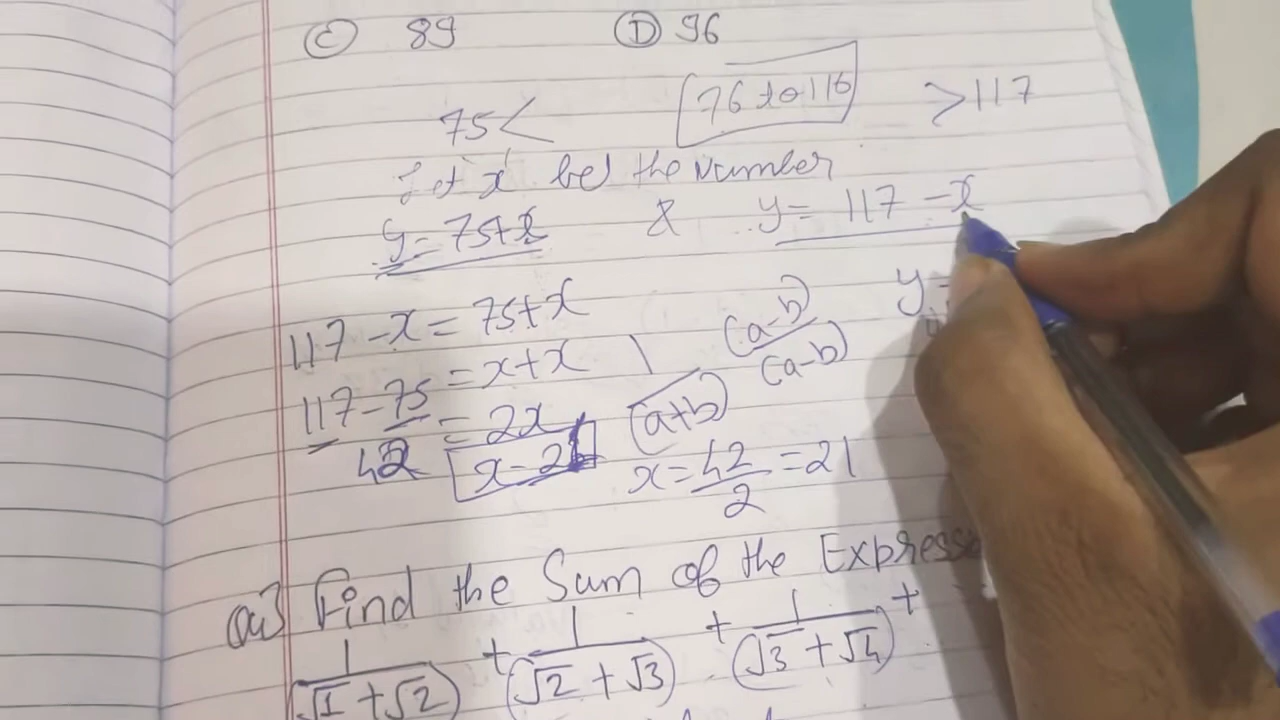 Ⓒ 89 Ⓓ 96
75 < 76 to 116 > 117
Let x be the Number
y = 75+x & y = 117 - x
117 - x = 75+x y =
117 - 75 = x+x (a-b)/(a-b)
42 = 2x (a+b)
x = 21 x = 42/2 = 21
Q3 Find the Sum of the
1/(√1 + √2) + 1/(√2 + √3) + 1/(√3 + √4) +